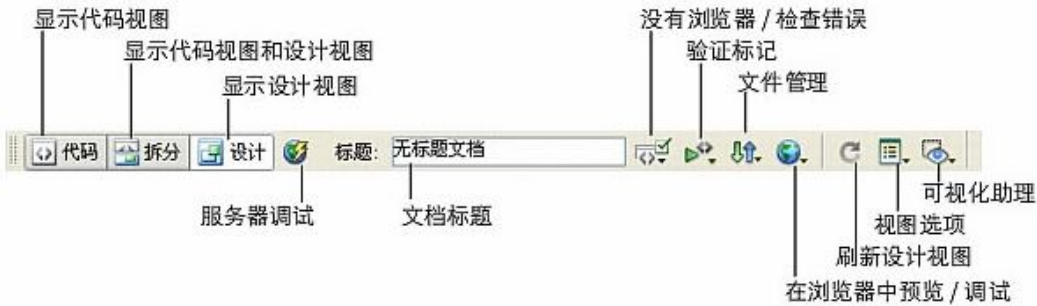 显示代码视图
没有浏览器/检查错误
显示代码视图和设计视图
验证标记
显示设计视图
文件管理
代码 拆分 设计 标题: 无标题文档
可视化助理
服务器调试
文档标题
视图选项
刷新设计视图
在浏览器中预览/调试